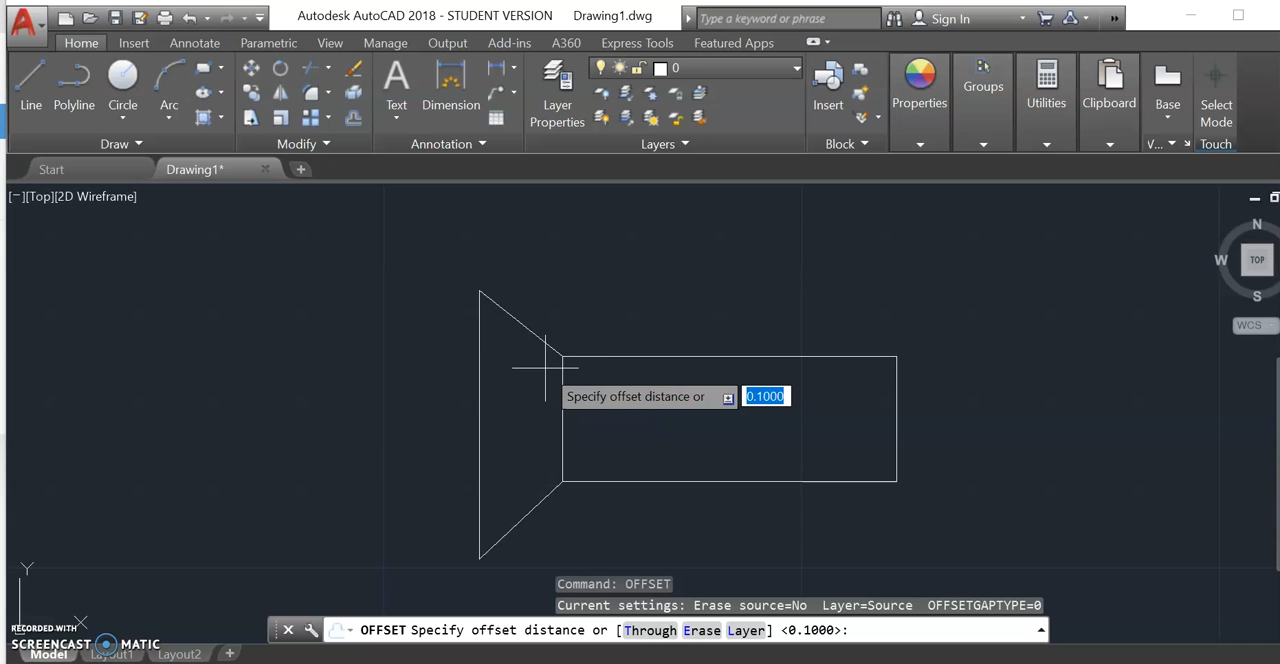 Autodesk AutoCAD 2018 - STUDENT VERSION Drawing1.dwg Type a keyword or phrase Sign In
Home Insert Annotate Parametric View Manage Output Add-ins A360 Express Tools Featured Apps
Line Polyline Circle Arc Text Dimension Layer Properties 0 Insert Properties Groups Utilities Clipboard Base Select Mode
Draw Modify Annotation Layers Block V... Touch
Start Drawing1*
[−][Top][2D Wireframe]
N
W TOP
S
WCS
Specify offset distance or 0.1000
Y
Command: OFFSET
Current settings: Erase source=No Layer=Source OFFSETGAPTYPE=0
OFFSET Specify offset distance or [Through Erase Layer] <0.1000>:
RECORDED WITH
SCREENCAST MATIC
Model Layout1 Layout2